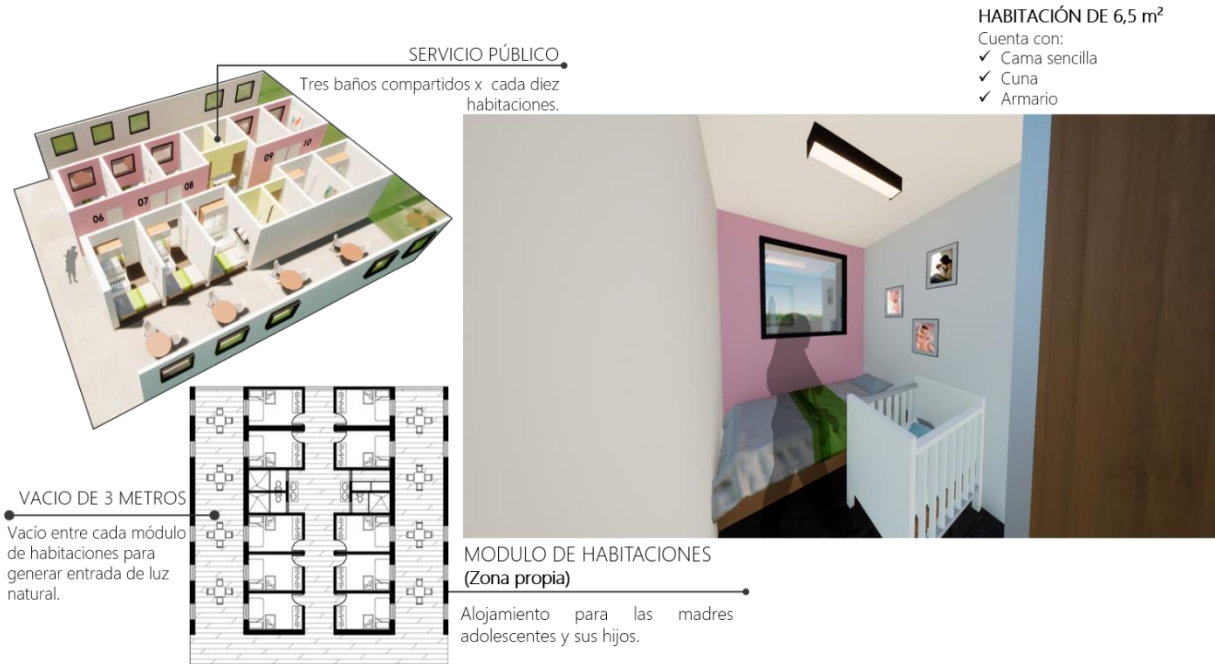 HABITACIÓN DE 6,5 m²
Cuenta con:
✓ Cama sencilla
✓ Cuna
✓ Armario
SERVICIO PÚBLICO
Tres baños compartidos x cada diez
habitaciones.
06
07
08
09
10
VACIO DE 3 METROS
Vacío entre cada módulo
de habitaciones para
generar entrada de luz
natural.
MODULO DE HABITACIONES
(Zona propia)
Alojamiento para las madres
adolescentes y sus hijos.